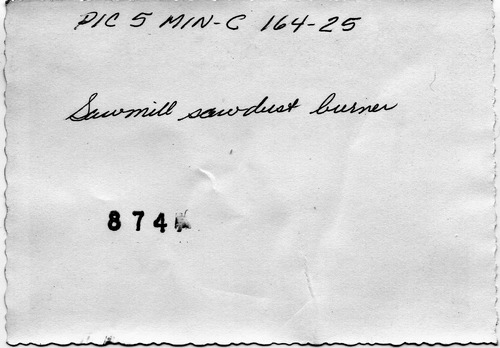 PIC 5 MIN-C 164-25
Sawmill sawdust burner
874